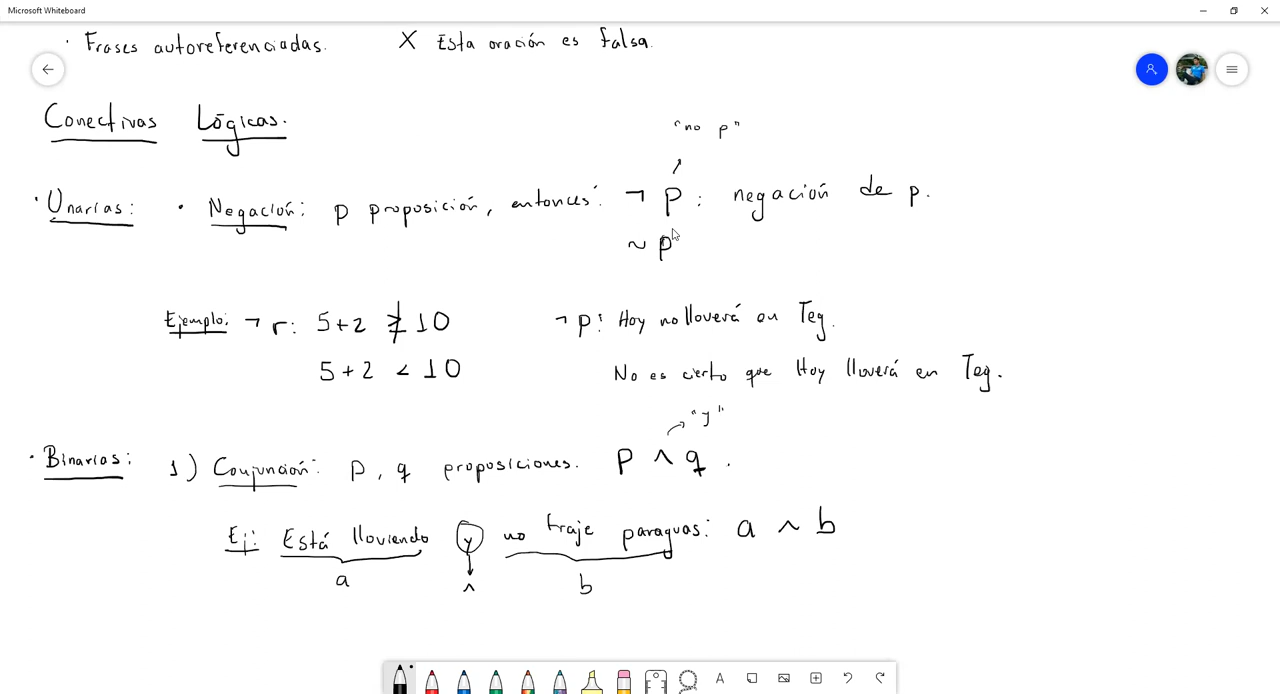 Microsoft Whiteboard
· Frases autoreferenciadas. X Esta oración es falsa.
Conectivas Lógicas.
"no p"
· Unarias: · Negación: p proposición, entonces: ¬ p : negación de p.
~ p
Ejemplo: ¬ r: 5+2 ≱ 10 ¬ p: Hoy no lloverá en Teg.
5+2 < 10 No es cierto que Hoy lloverá en Teg.
"y"
· Binarias: 1) Conjunción: p, q proposiciones. p ∧ q .
Ej: Está lloviendo y no traje paraguas: a ∧ b
a ∧ b